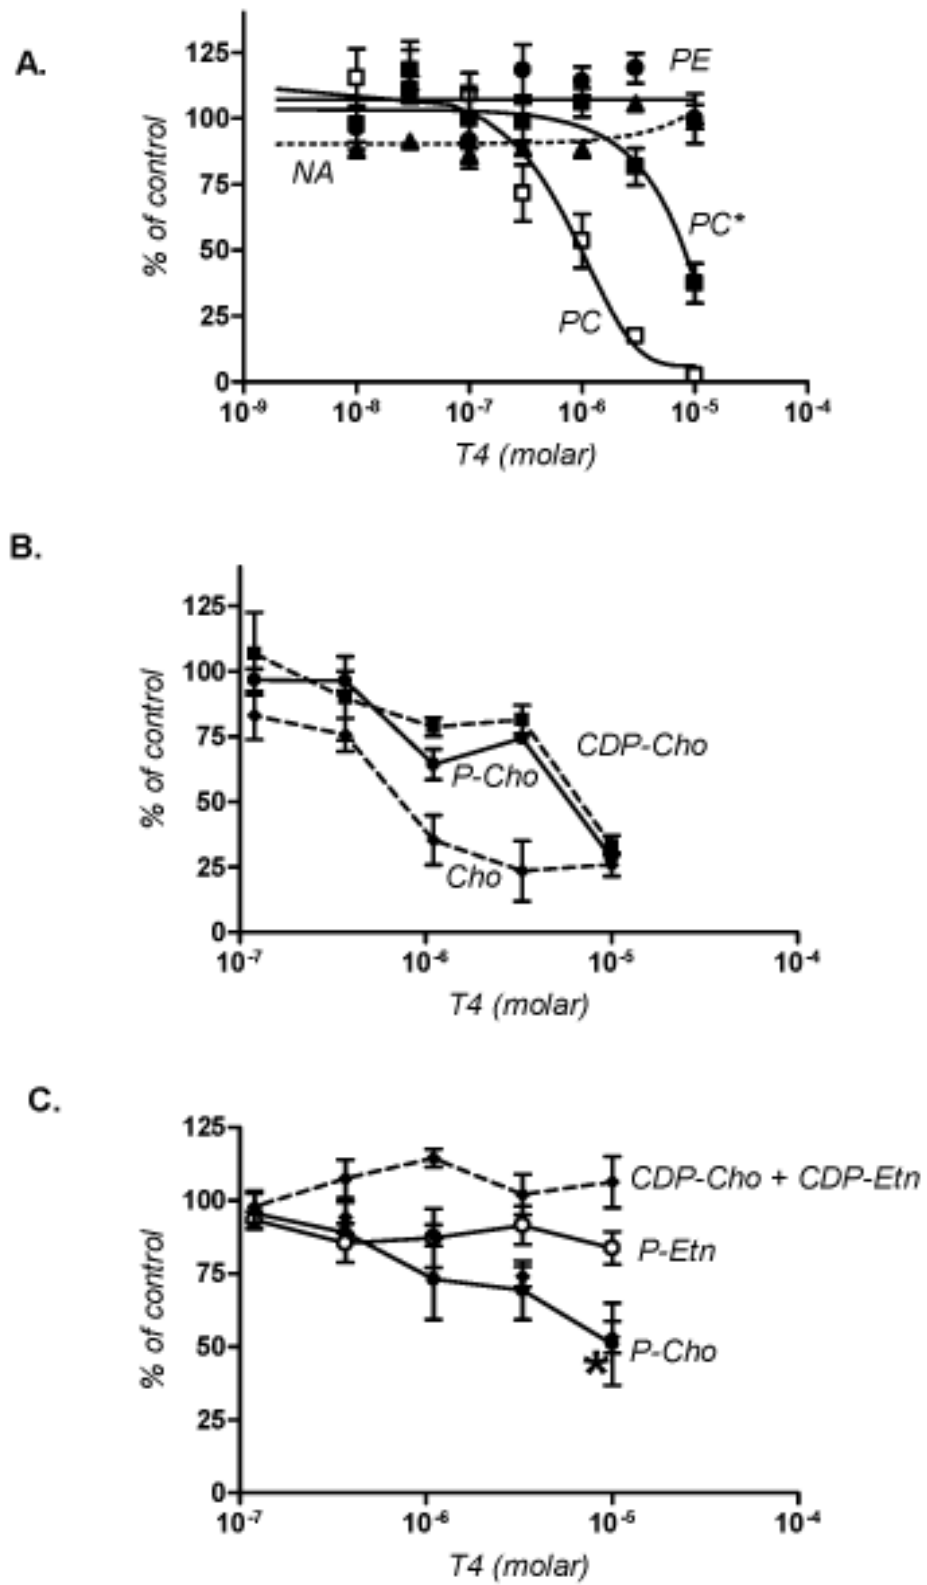 A.
125
100
75
50
25
0
% of control
PE
NA
PC*
PC
10-9 10-8 10-7 10-6 10-5 10-4
T4 (molar)
B.
125
100
75
50
25
0
% of control
CDP-Cho
P-Cho
Cho
10-7 10-6 10-5 10-4
T4 (molar)
C.
125
100
75
50
25
0
% of control
CDP-Cho + CDP-Etn
P-Etn
P-Cho
*
10-7 10-6 10-5 10-4
T4 (molar)